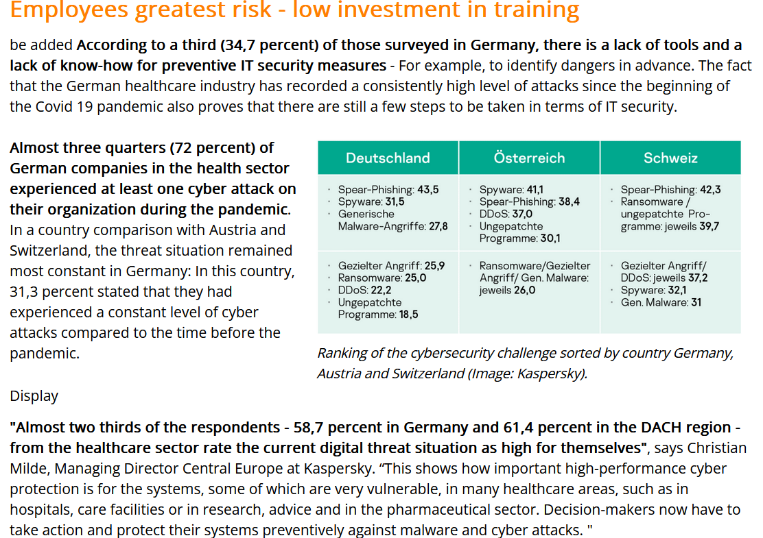 Employees greatest risk - low investment in training
be added According to a third (34,7 percent) of those surveyed in Germany, there is a lack of tools and a
lack of know-how for preventive IT security measures - For example, to identify dangers in advance. The fact
that the German healthcare industry has recorded a consistently high level of attacks since the beginning of
the Covid 19 pandemic also proves that there are still a few steps to be taken in terms of IT security.
Almost three quarters (72 percent) of
German companies in the health sector
experienced at least one cyber attack on
their organization during the pandemic.
In a country comparison with Austria and
Switzerland, the threat situation remained
most constant in Germany: In this country,
31,3 percent stated that they had
experienced a constant level of cyber
attacks compared to the time before the
pandemic.
Deutschland
· Spear-Phishing: 43,5
· Spyware: 31,5
· Generische
Malware-Angriffe: 27,8
· Gezielter Angriff: 25,9
· Ransomware: 25,0
· DDoS: 22,2
· Ungepatchte
Programme: 18,5
Österreich
· Spyware: 41,1
· Spear-Phishing: 38,4
· DDoS: 37,0
· Ungepatchte
Programme: 30,1
· Ransomware/Gezielter
Angriff/ Gen. Malware:
jeweils 26,0
Schweiz
· Spear-Phishing: 42,3
· Ransomware /
ungepatchte Pro-
gramme: jeweils 39,7
· Gezielter Angriff/
DDoS: jeweils 37,2
· Spyware: 32,1
· Gen. Malware: 31
Ranking of the cybersecurity challenge sorted by country Germany,
Austria and Switzerland (Image: Kaspersky).
Display
"Almost two thirds of the respondents - 58,7 percent in Germany and 61,4 percent in the DACH region -
from the healthcare sector rate the current digital threat situation as high for themselves", says Christian
Milde, Managing Director Central Europe at Kaspersky. “This shows how important high-performance cyber
protection is for the systems, some of which are very vulnerable, in many healthcare areas, such as in
hospitals, care facilities or in research, advice and in the pharmaceutical sector. Decision-makers now have to
take action and protect their systems preventively against malware and cyber attacks. "